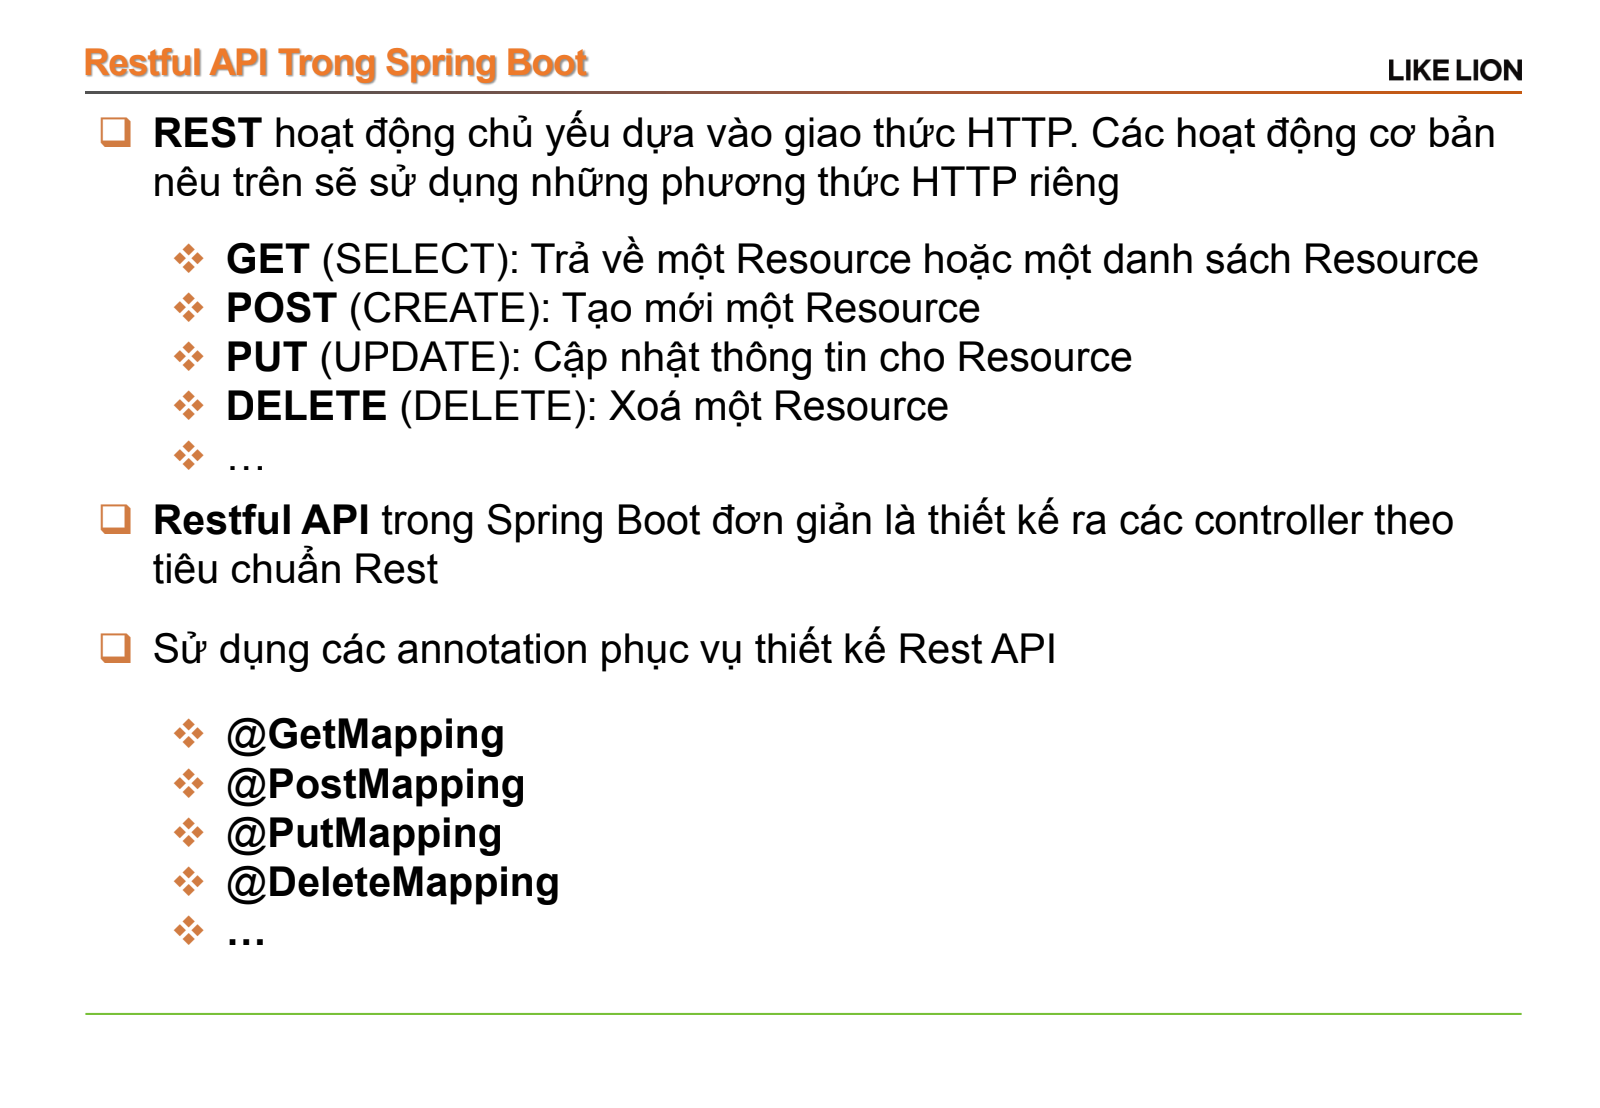 Restful API Trong Spring Boot
LIKE LION
REST hoạt động chủ yếu dựa vào giao thức HTTP. Các hoạt động cơ bản
nêu trên sẽ sử dụng những phương thức HTTP riêng
GET (SELECT): Trả về một Resource hoặc một danh sách Resource
POST (CREATE): Tạo mới một Resource
PUT (UPDATE): Cập nhật thông tin cho Resource
DELETE (DELETE): Xoá một Resource
…
Restful API trong Spring Boot đơn giản là thiết kế ra các controller theo
tiêu chuẩn Rest
Sử dụng các annotation phục vụ thiết kế Rest API
@GetMapping
@PostMapping
@PutMapping
@DeleteMapping
…